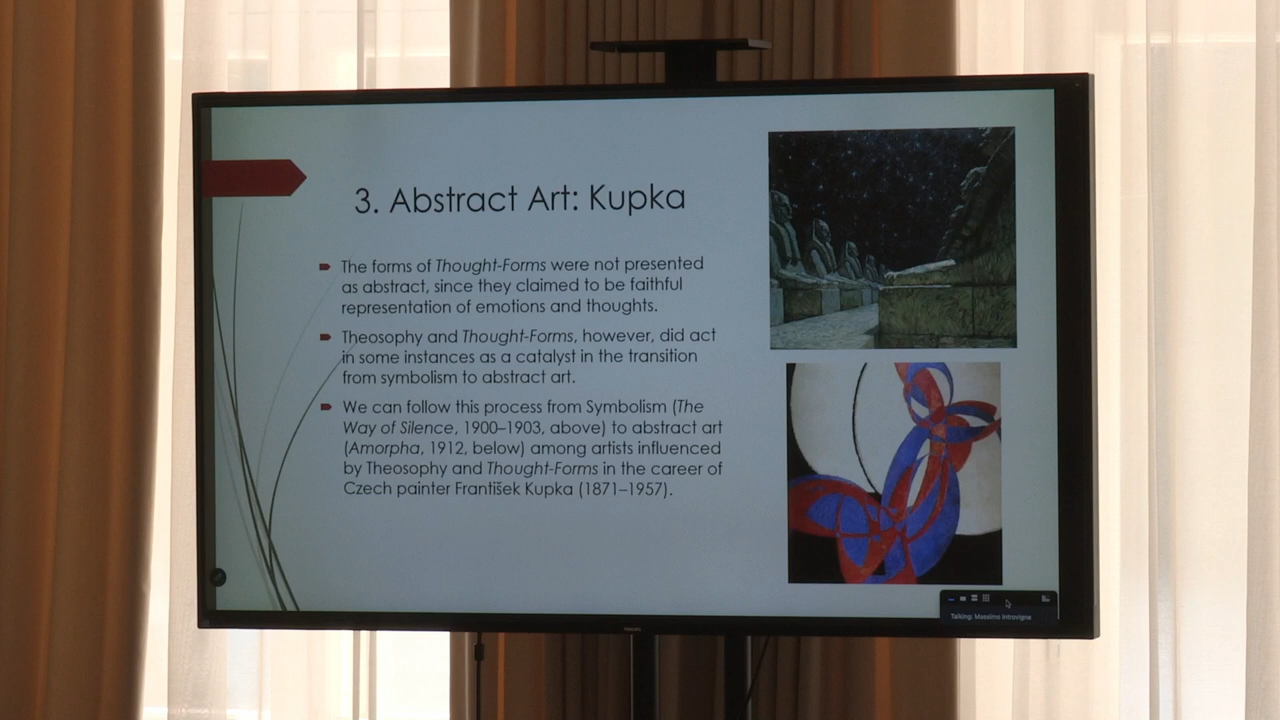 3. Abstract Art: Kupka
The forms of Thought-Forms were not presented
as abstract, since they claimed to be faithful
representation of emotions and thoughts.
Theosophy and Thought-Forms, however, did act
in some instances as a catalyst in the transition
from symbolism to abstract art.
We can follow this process from Symbolism (The
Way of Silence, 1900–1903, above) to abstract art
(Amorpha, 1912, below) among artists influenced
by Theosophy and Thought-Forms in the career of
Czech painter František Kupka (1871–1957).
Talking: Massimo Introvigne
PHILIPS